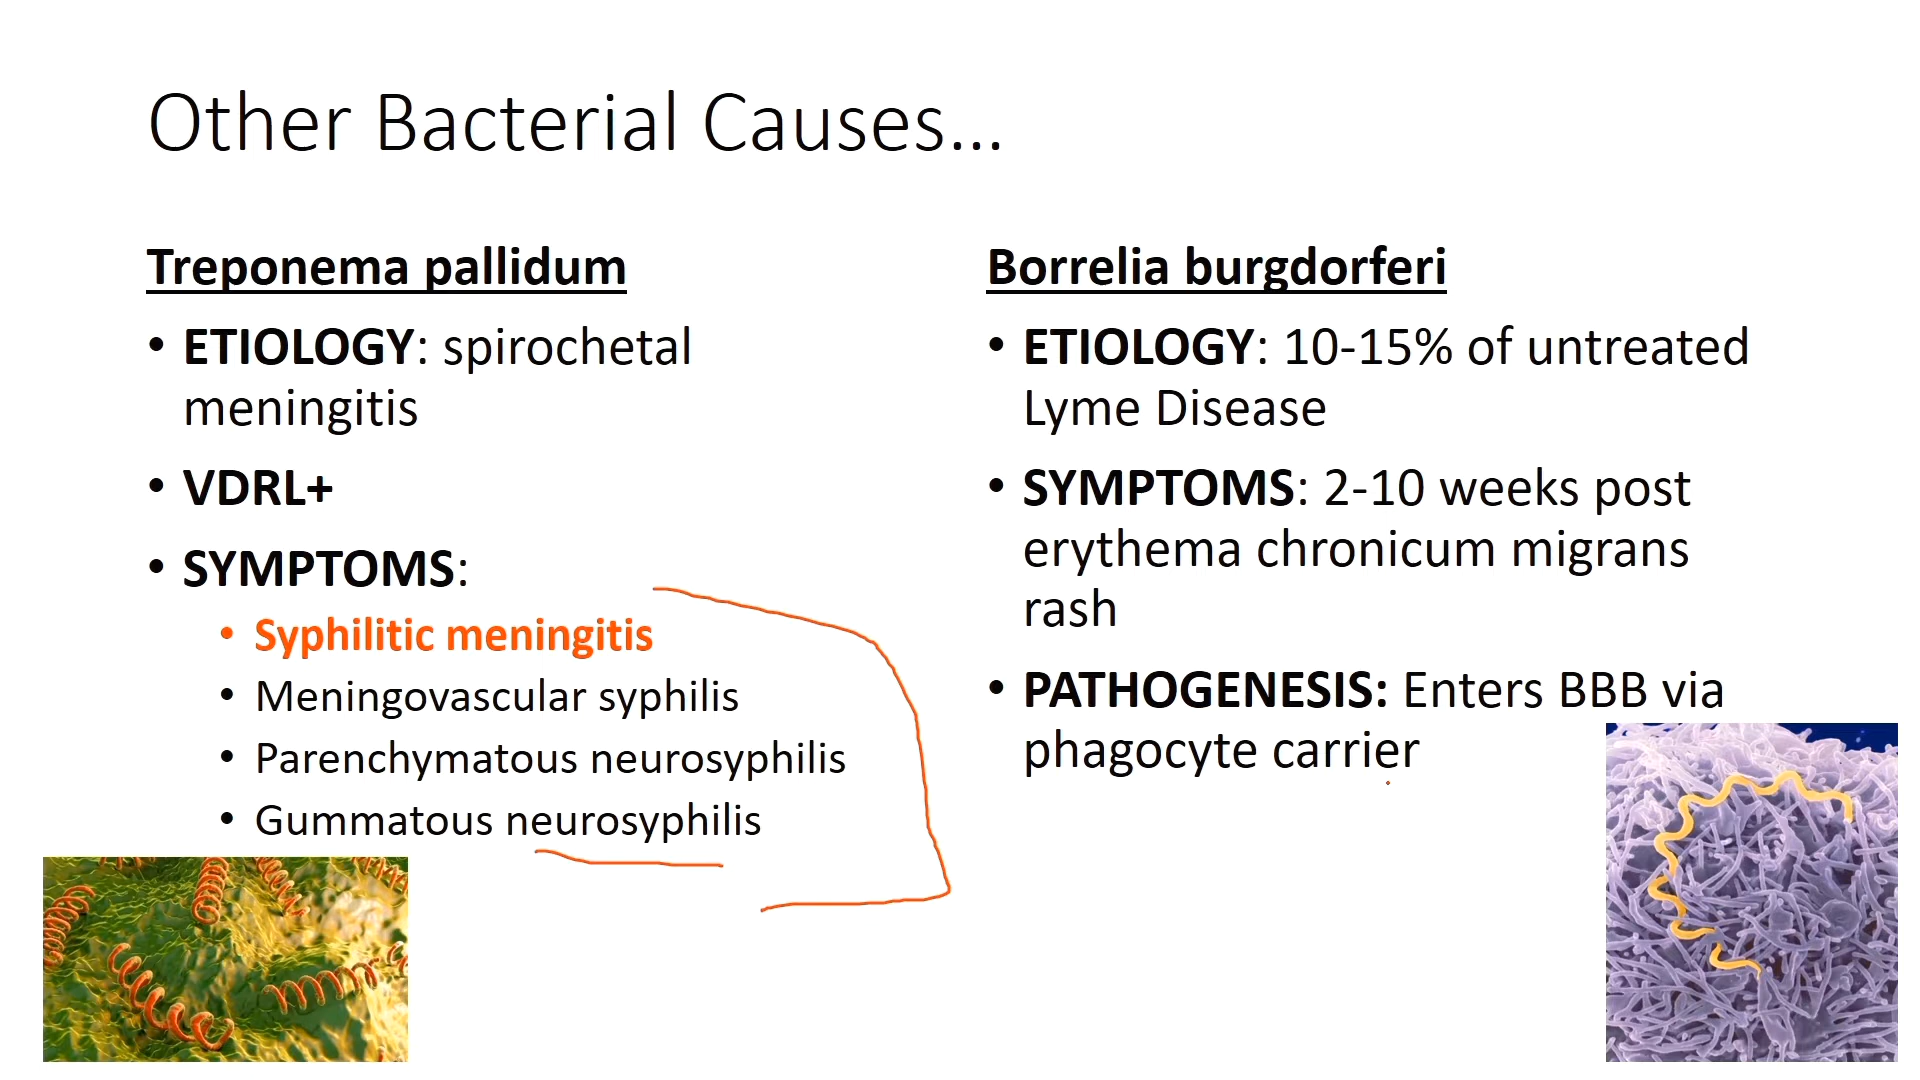 Other Bacterial Causes...
Treponema pallidum
• ETIOLOGY: spirochetal
meningitis
• VDRL+
• SYMPTOMS:
• Syphilitic meningitis
• Meningovascular syphilis
• Parenchymatous neurosyphilis
• Gummatous neurosyphilis
Borrelia burgdorferi
• ETIOLOGY: 10-15% of untreated
Lyme Disease
• SYMPTOMS: 2-10 weeks post
erythema chronicum migrans
rash
• PATHOGENESIS: Enters BBB via
phagocyte carrier